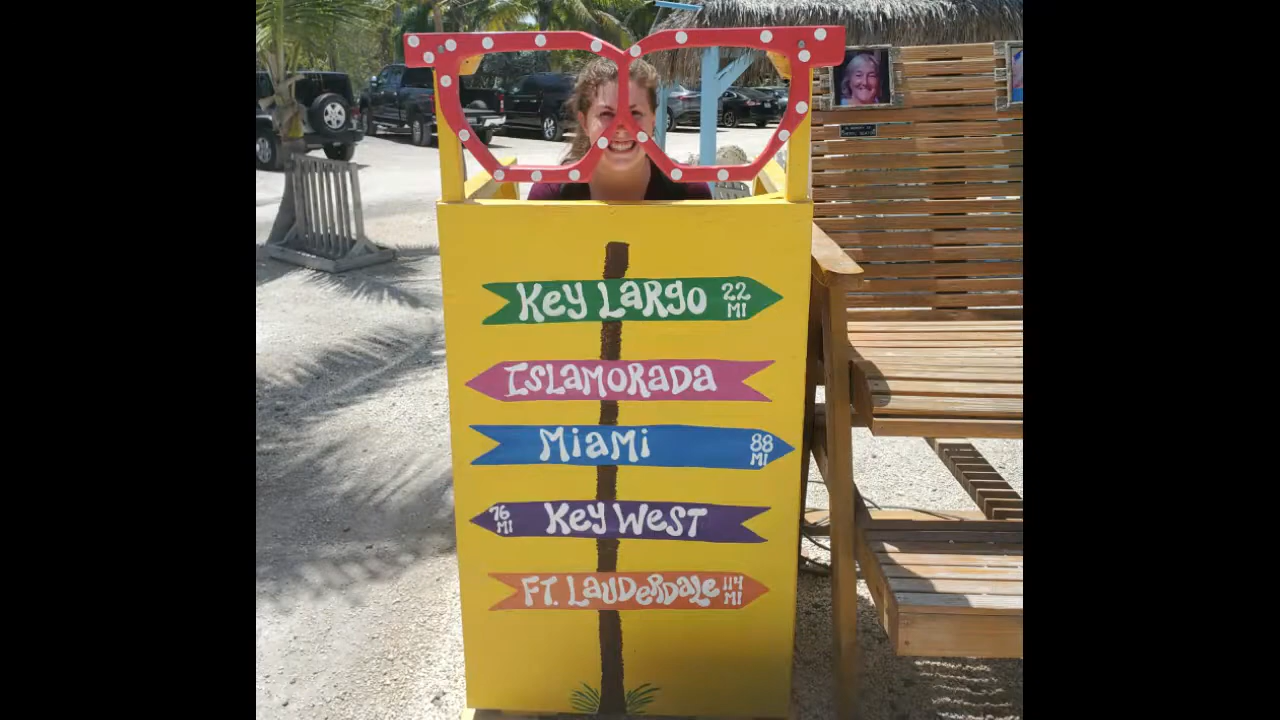 Key Largo 22 MI
ISLAMORADA
MIAMI 88 MI
76 MI Key WEST
FT. LAUDERDALE 114 MI